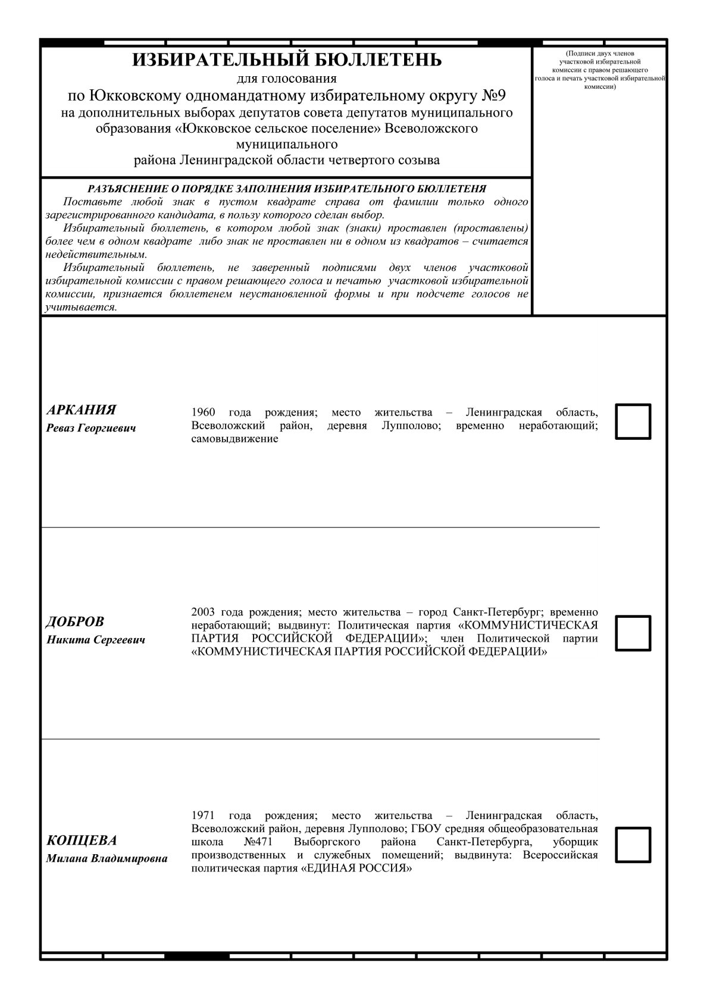 ИЗБИРАТЕЛЬНЫЙ БЮЛЛЕТЕНЬ
для голосования
по Юкковскому одномандатному избирательному округу №9
на дополнительных выборах депутатов совета депутатов муниципального
образования «Юкковское сельское поселение» Всеволожского
муниципального
района Ленинградской области четвертого созыва
(Подписи двух членов
участковой избирательной
комиссии с правом решающего
голоса и печать участковой избирательной
комиссии)
РАЗЪЯСНЕНИЕ О ПОРЯДКЕ ЗАПОЛНЕНИЯ ИЗБИРАТЕЛЬНОГО БЮЛЛЕТЕНЯ
Поставьте любой знак в пустом квадрате справа от фамилии только одного
зарегистрированного кандидата, в пользу которого сделан выбор.
Избирательный бюллетень, в котором любой знак (знаки) проставлен (проставлены)
более чем в одном квадрате либо знак не проставлен ни в одном из квадратов – считается
недействительным.
Избирательный бюллетень, не заверенный подписями двух членов участковой
избирательной комиссии с правом решающего голоса и печатью участковой избирательной
комиссии, признается бюллетенем неустановленной формы и при подсчете голосов не
учитывается.
АРКАНИЯ
Реваз Георгиевич
1960 года рождения; место жительства – Ленинградская область,
Всеволожский район, деревня Лупполово; временно неработающий;
самовыдвижение
ДОБРОВ
Никита Сергеевич
2003 года рождения; место жительства – город Санкт-Петербург; временно
неработающий; выдвинут: Политическая партия «КОММУНИСТИЧЕСКАЯ
ПАРТИЯ РОССИЙСКОЙ ФЕДЕРАЦИИ»; член Политической партии
«КОММУНИСТИЧЕСКАЯ ПАРТИЯ РОССИЙСКОЙ ФЕДЕРАЦИИ»
КОПЦЕВА
Милана Владимировна
1971 года рождения; место жительства – Ленинградская область,
Всеволожский район, деревня Лупполово; ГБОУ средняя общеобразовательная
школа №471 Выборгского района Санкт-Петербурга, уборщик
производственных и служебных помещений; выдвинута: Всероссийская
политическая партия «ЕДИНАЯ РОССИЯ»